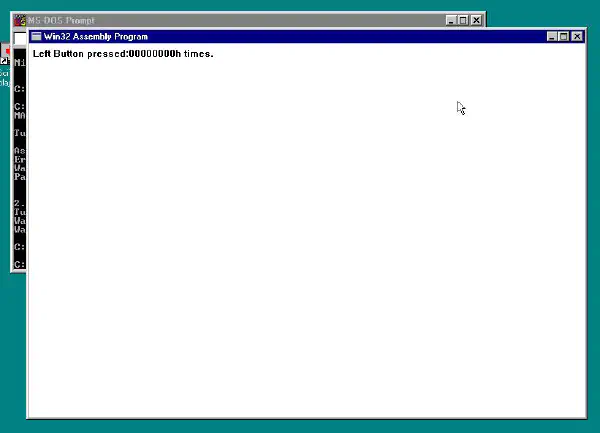 MS-DOS Prompt
Win32 Assembly Program
Left Button pressed:00000000h times.
Mi
C:
C:
MA
Tu
As
Er
Wa
Pa
2.
Tu
Wa
Wa
C:
C: